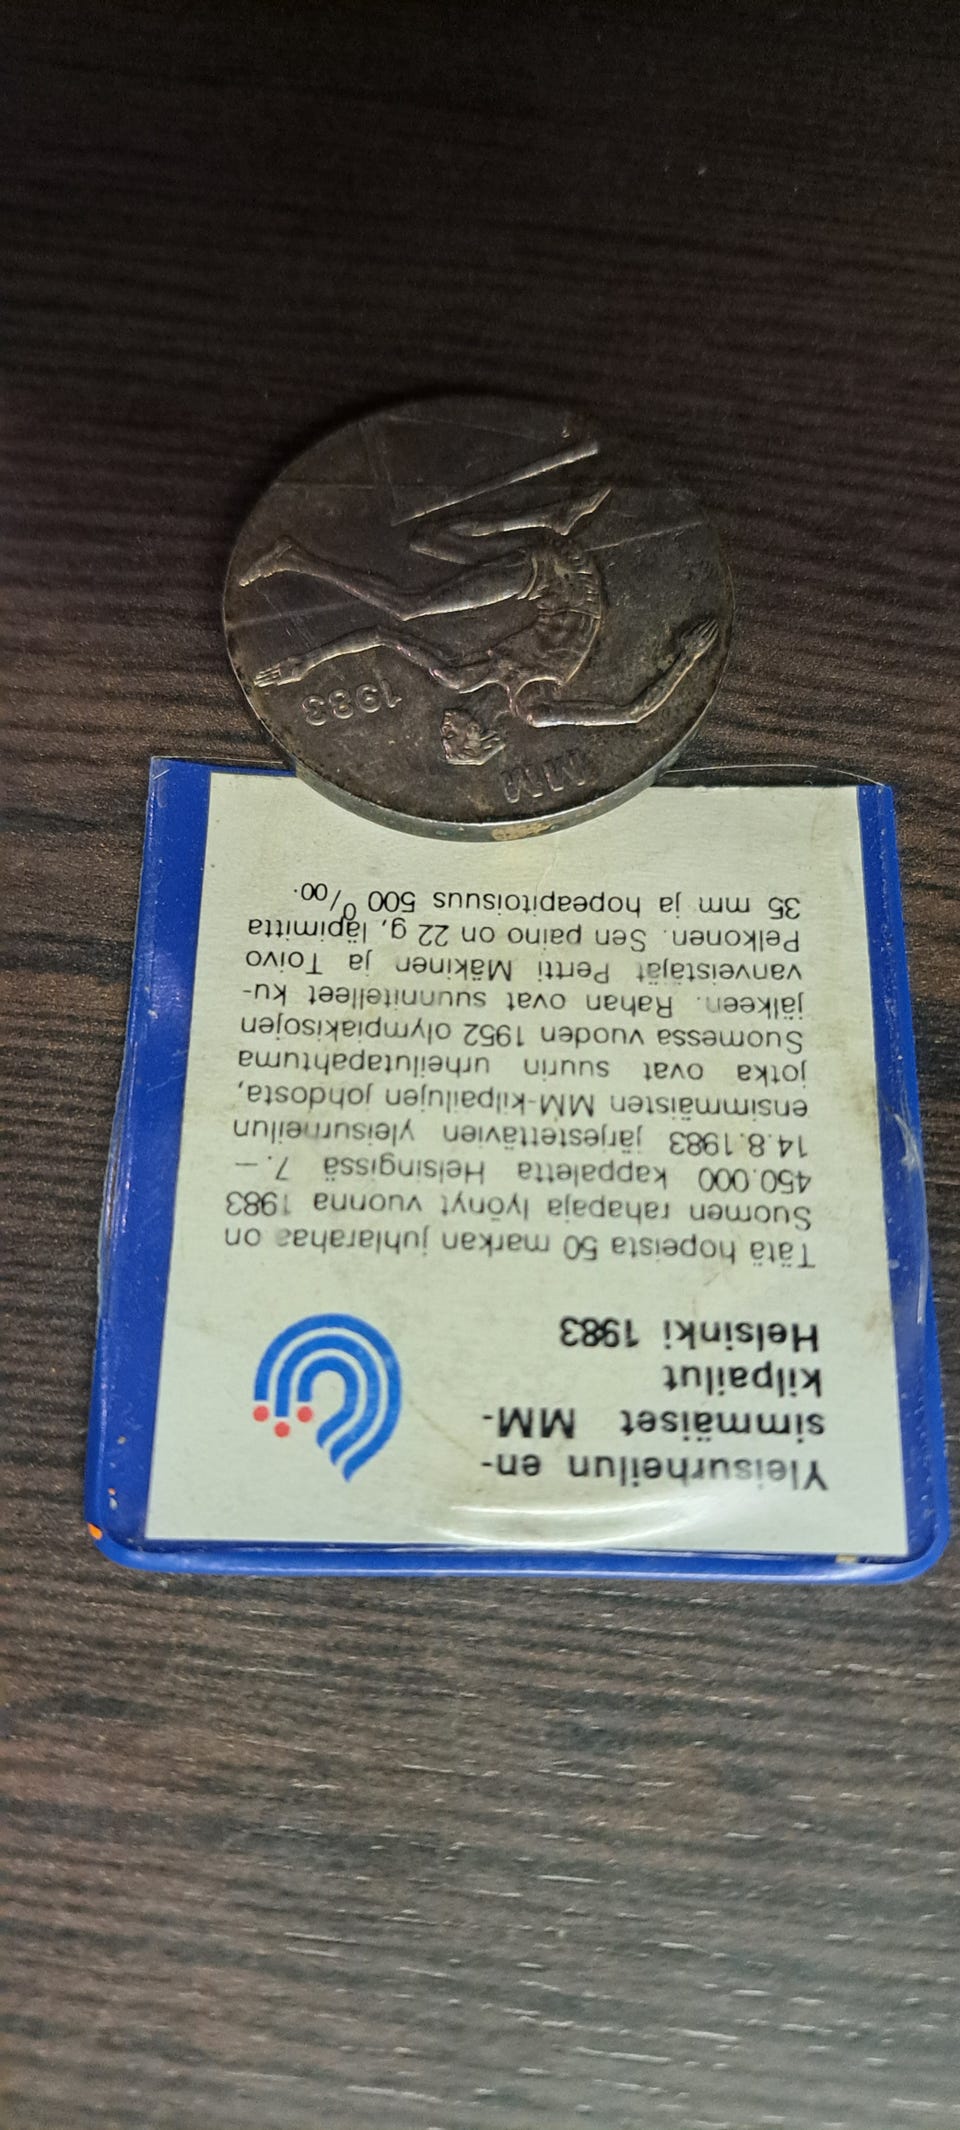 Yleisurheilun en-
simmäiset MM-
kilpailut
Helsinki 1983
Tätä hopeista 50 markan juhlarahaa on
Suomen rahapaja lyönyt vuonna 1983
450.000 kappaletta Helsingissä 7.—
14.8.1983 järjestettävien yleisurheilun
ensimmäisten MM-kilpailujen johdosta,
jotka ovat suurin urheilutapahtuma
Suomessa vuoden 1952 olympiakisojen
jälkeen. Rahan ovat suunnitelleet ku-
vanveistäjät Pertti Mäkinen ja Toivo
Pelkonen. Sen paino on 22 g, läpimitta
35 mm ja hopeapitoisuus 500 0/00.
MM
1983